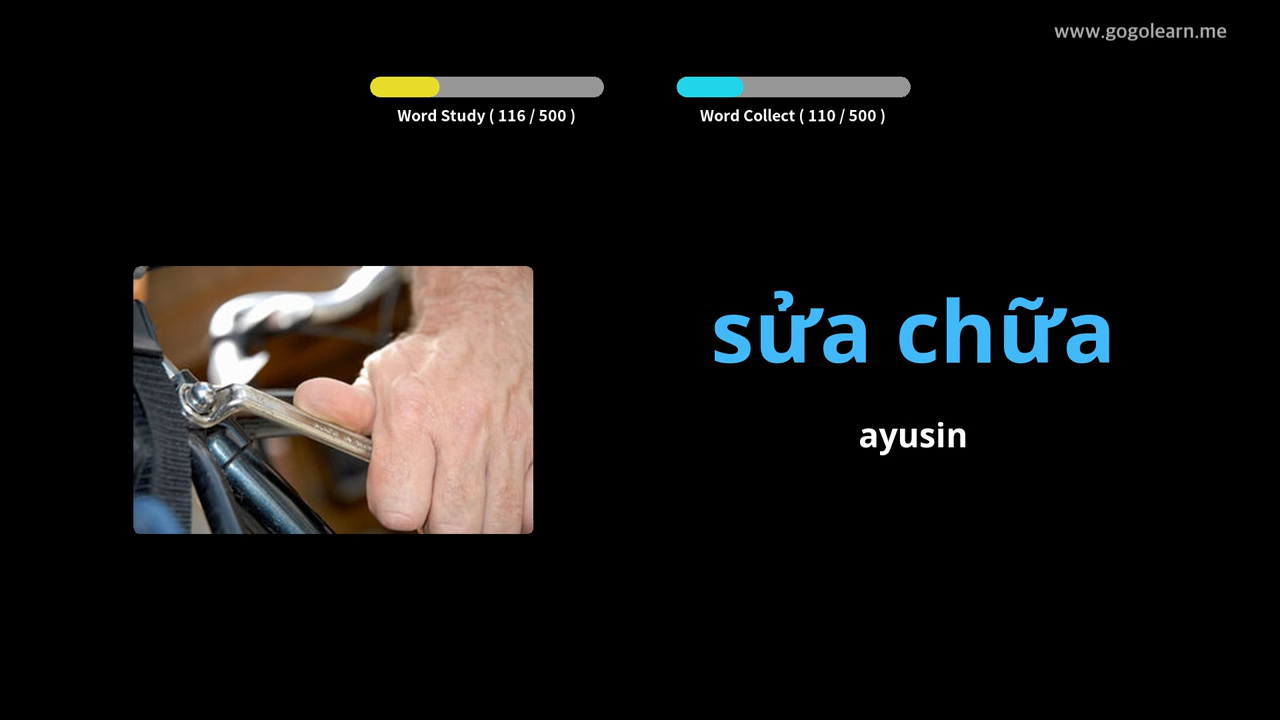 www.gogolearn.me
Word Study ( 116 / 500 )
Word Collect ( 110 / 500 )
sửa chữa
ayusin